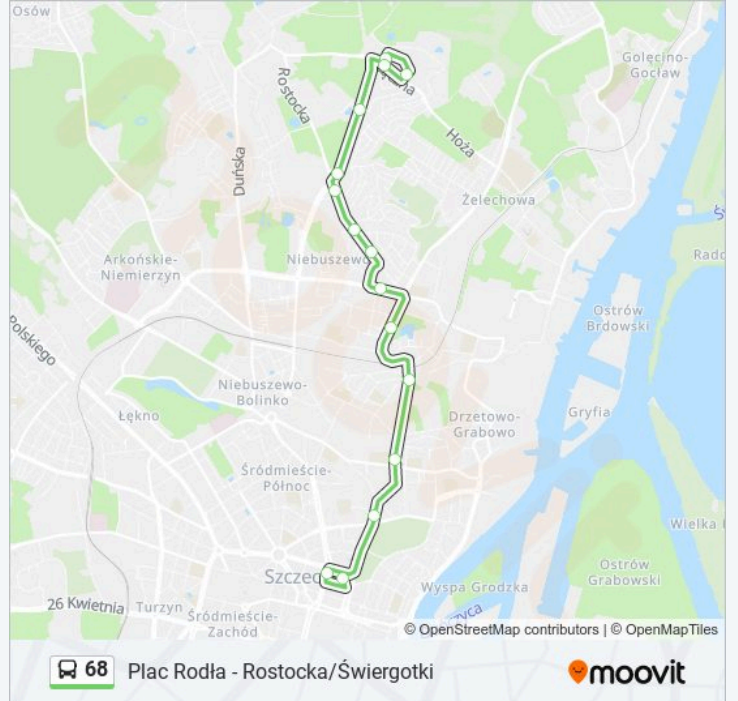 Osów
Golęcino-
Gocław
Rostocka
Hoża
Duńska
Żelechowa
Arkońskie-
Niemierzyn
Niebuszewo
Ostrów
Brdowski
Polskiego
Niebuszewo-
Bolinko
Łękno
Drzetowo-
Grabowo
Gryfia
Śródmieście-
Północ
Wielka
Szczec
Ostrów
Grabowski
Wyspa Grodzka
26 Kwietnia
Turzyn
Śródmieście-
Zachód
© OpenStreetMap contributors | © OpenMapTiles
68 Plac Rodła - Rostocka/Świergotki
moovit